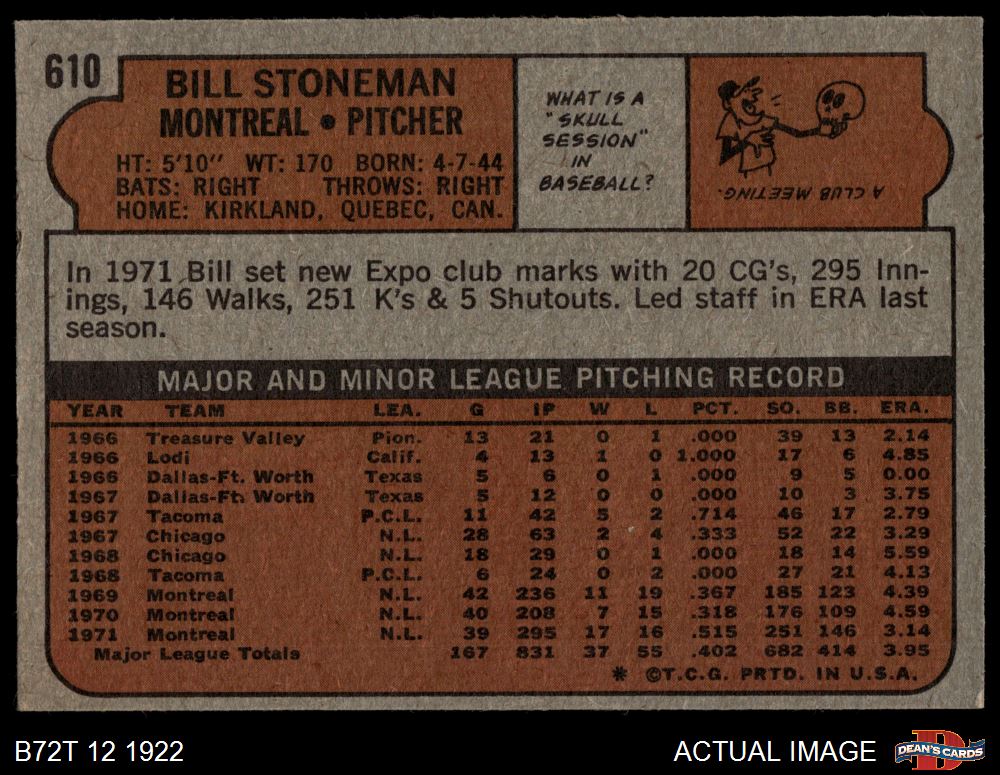 610
BILL STONEMAN
MONTREAL • PITCHER
HT: 5'10" WT: 170 BORN: 4-7-44
BATS: RIGHT THROWS: RIGHT
HOME: KIRKLAND, QUEBEC, CAN.
WHAT IS A
"SKULL
SESSION"
IN
BASEBALL?
A CLUB MEETING.
In 1971 Bill set new Expo club marks with 20 CG's, 295 Inn-
ings, 146 Walks, 251 K's & 5 Shutouts. Led staff in ERA last
season.
MAJOR AND MINOR LEAGUE PITCHING RECORD
YEAR TEAM LEA. G IP W L PCT. SO. BB. ERA.
1966 Treasure Valley Pion. 13 21 0 1 .000 39 13 2.14
1966 Lodi Calif. 4 13 1 0 1.000 17 6 4.85
1966 Dallas-Ft. Worth Texas 5 6 0 1 .000 9 5 0.00
1967 Dallas-Ft. Worth Texas 5 12 0 0 .000 10 3 3.75
1967 Tacoma P.C.L. 11 42 5 2 .714 46 17 2.79
1967 Chicago N.L. 28 63 2 4 .333 52 22 3.29
1968 Chicago N.L. 18 29 0 1 .000 18 14 5.59
1968 Tacoma P.C.L. 6 24 0 2 .000 27 21 4.13
1969 Montreal N.L. 42 236 11 19 .367 185 123 4.39
1970 Montreal N.L. 40 208 7 15 .318 176 109 4.59
1971 Montreal N.L. 39 295 17 16 .515 251 146 3.14
Major League Totals 167 831 37 55 .402 682 414 3.95
* ©T.C.G. PRTD. IN U.S.A.
B72T 12 1922
ACTUAL IMAGE
DEAN'S CARDS